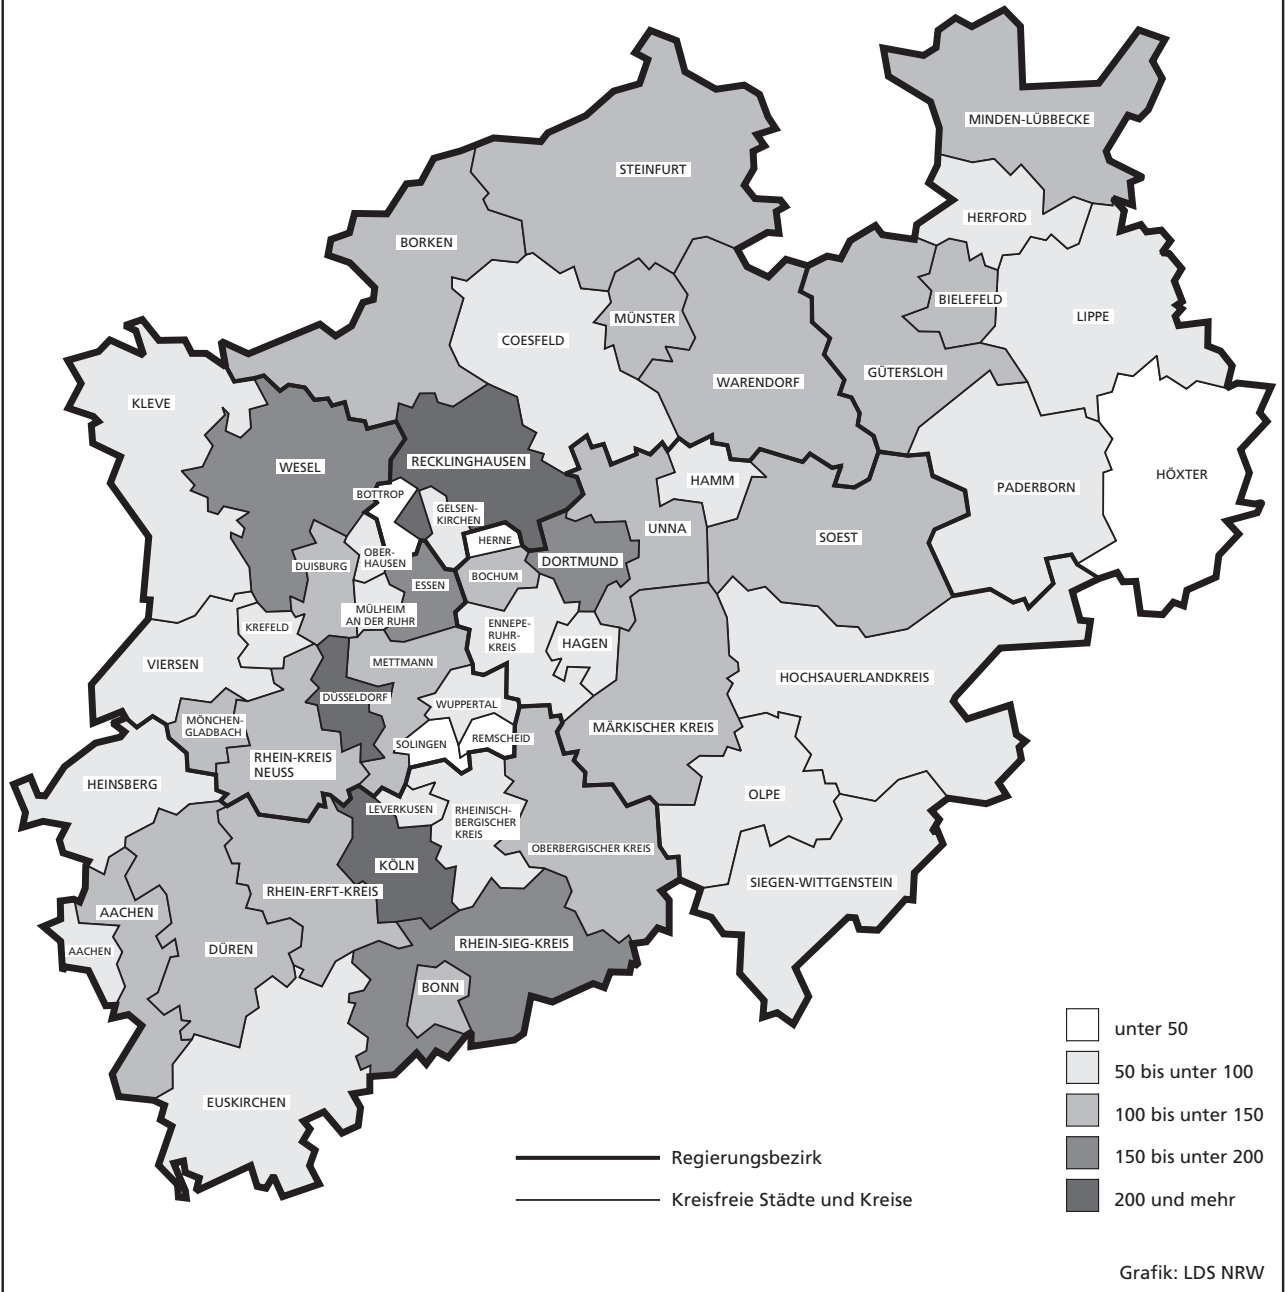 MINDEN-LÜBBECKE
STEINFURT
HERFORD
BORKEN
BIELEFELD
LIPPE
MÜNSTER
COESFELD
GÜTERSLOH
WARENDORF
KLEVE
RECKLINGHAUSEN
WESEL
HÖXTER
HAMM
PADERBORN
BOTTROP
GELSEN-
KIRCHEN
UNNA
SOEST
HERNE
OBER-
HAUSEN
DORTMUND
DUISBURG
BOCHUM
ESSEN
MÜLHEIM
AN DER RUHR
KREFELD
ENNEPE-
RUHR-
KREIS
HAGEN
VIERSEN
METTMANN
HOCHSAUERLANDKREIS
DÜSSELDORF
WUPPERTAL
MÖNCHEN-
GLADBACH
MÄRKISCHER KREIS
REMSCHEID
SOLINGEN
RHEIN-KREIS
NEUSS
HEINSBERG
OLPE
LEVERKUSEN
RHEINISCH-
BERGISCHER
KREIS
OBERBERGISCHER KREIS
KÖLN
SIEGEN-WITTGENSTEIN
RHEIN-ERFT-KREIS
AACHEN
RHEIN-SIEG-KREIS
DÜREN
AACHEN
BONN
EUSKIRCHEN
unter 50
50 bis unter 100
100 bis unter 150
150 bis unter 200
200 und mehr
Regierungsbezirk
Kreisfreie Städte und Kreise
Grafik: LDS NRW